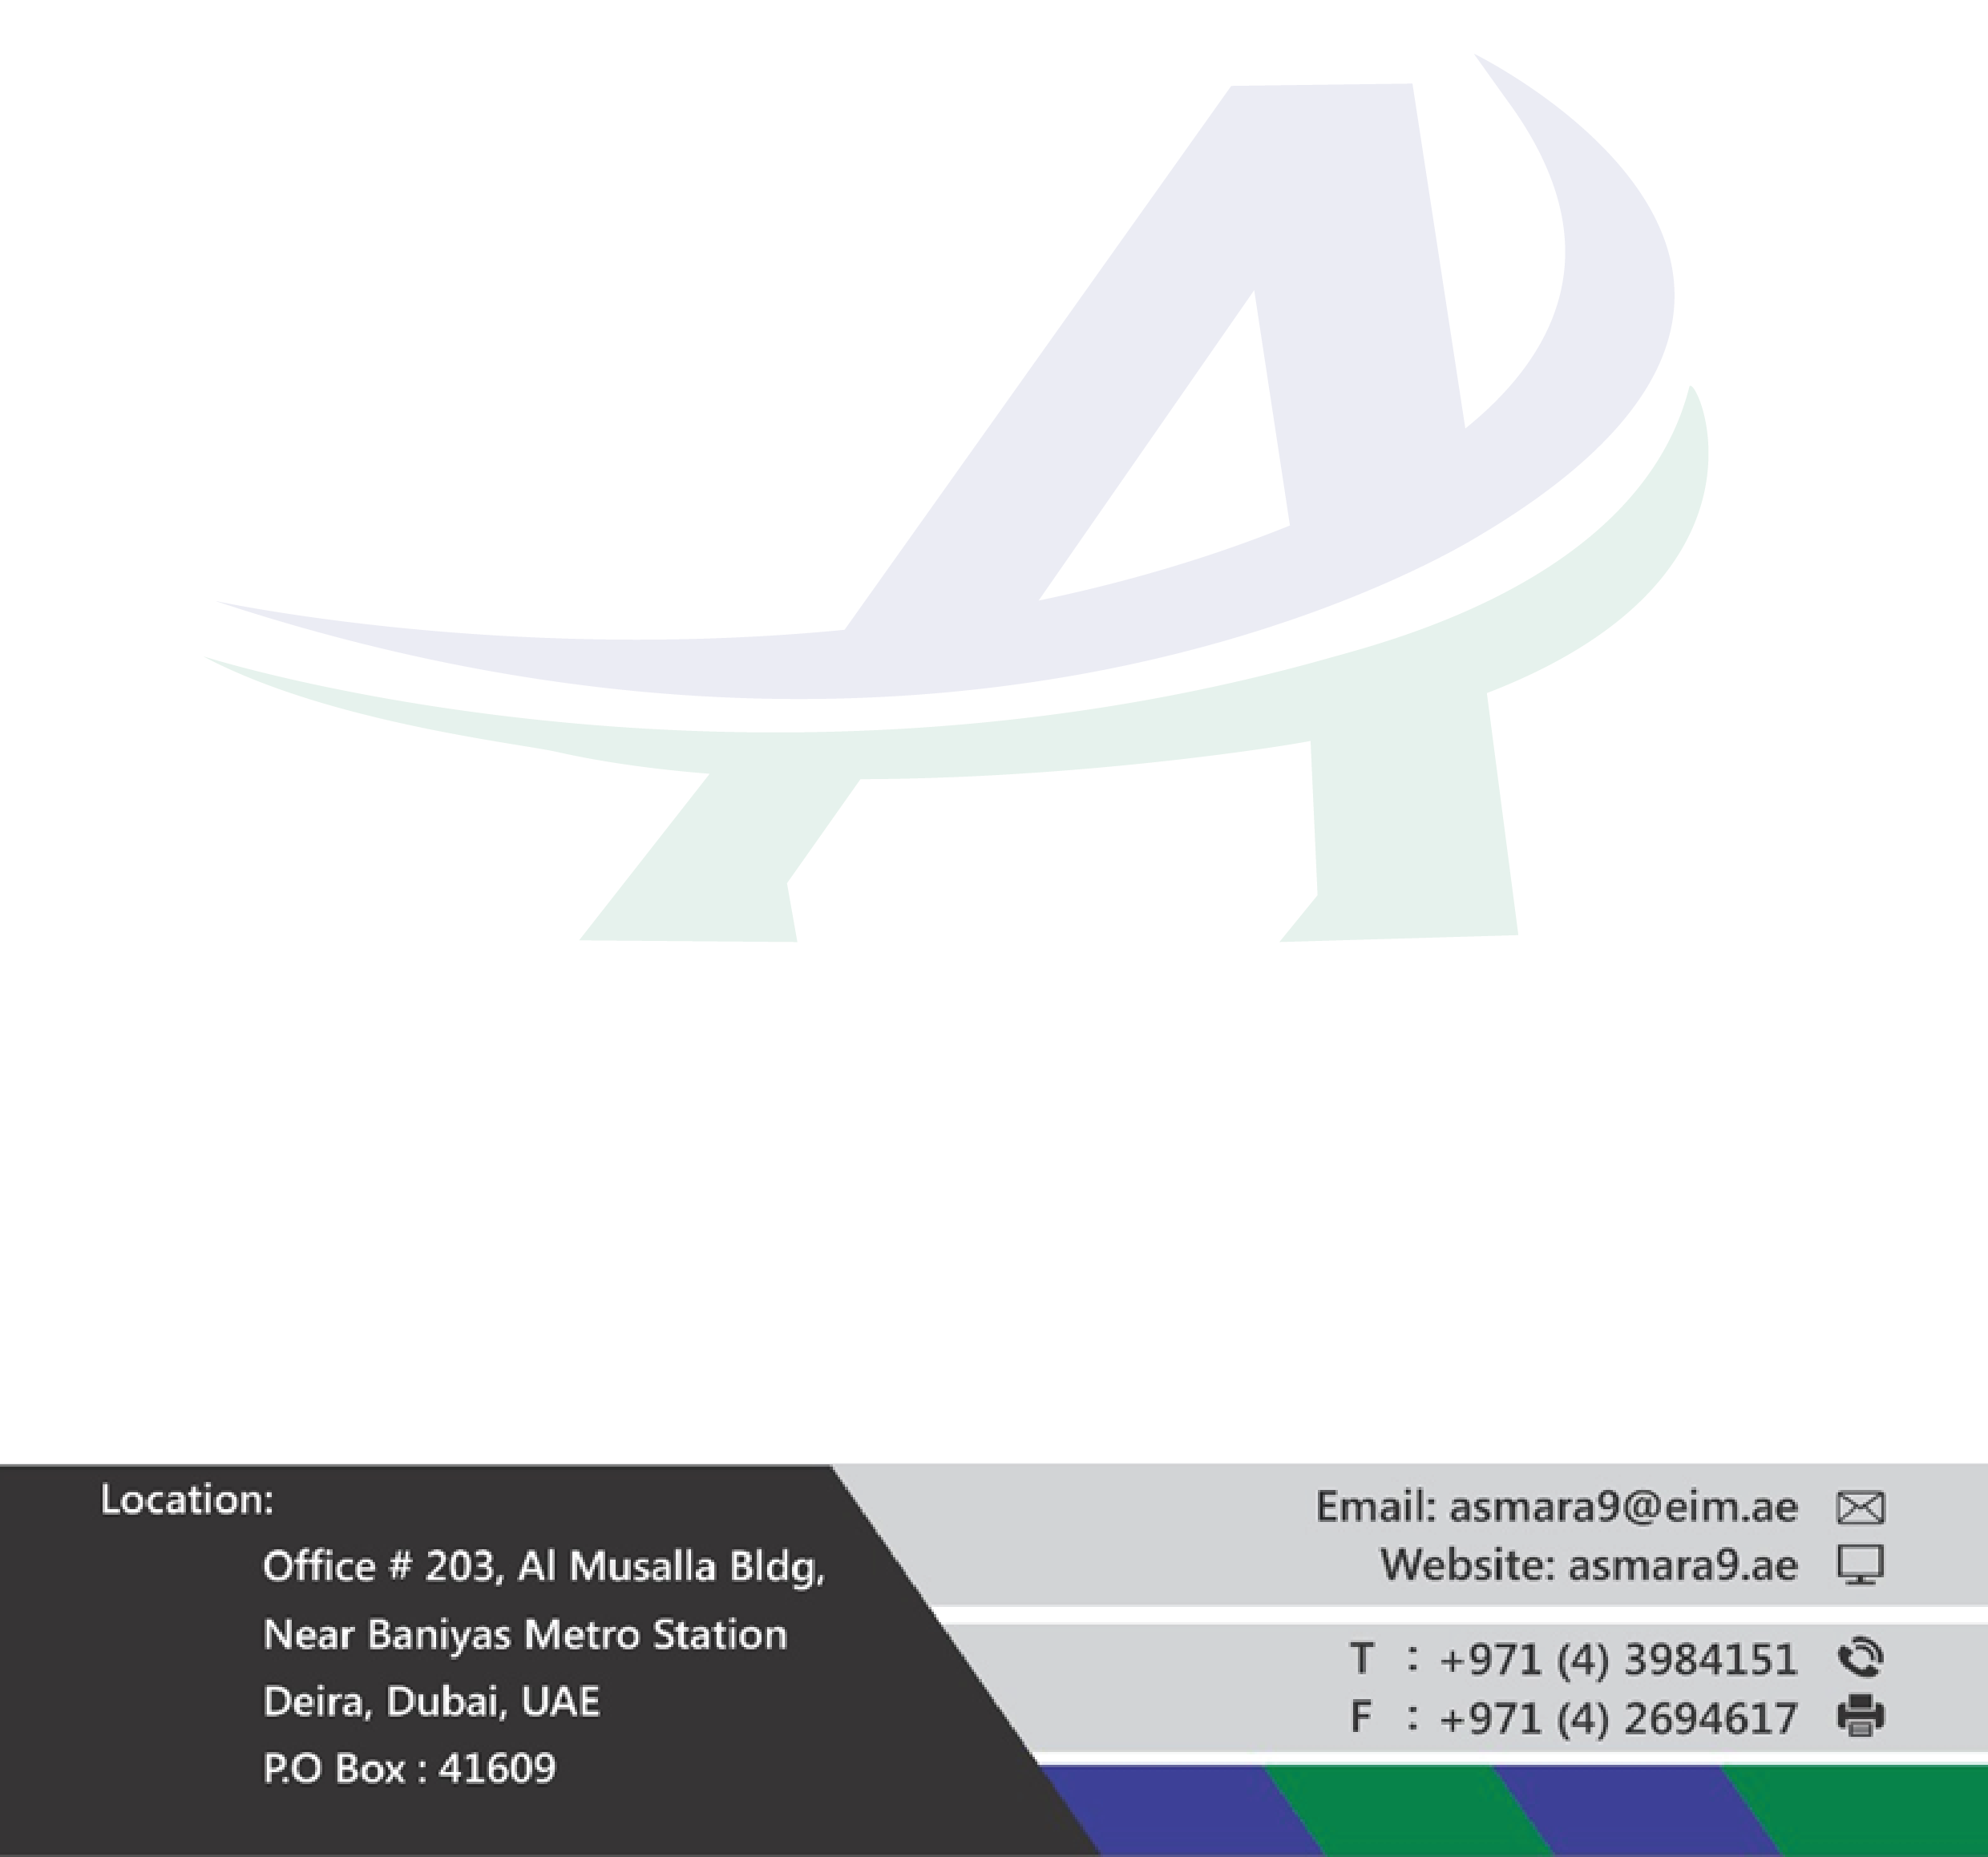 Location:
Office # 203, Al Musalla Bldg,
Near Baniyas Metro Station
Deira, Dubai, UAE
P.O Box : 41609
Email: asmara9@eim.ae
Website: asmara9.ae
T : +971 (4) 3984151
F : +971 (4) 2694617